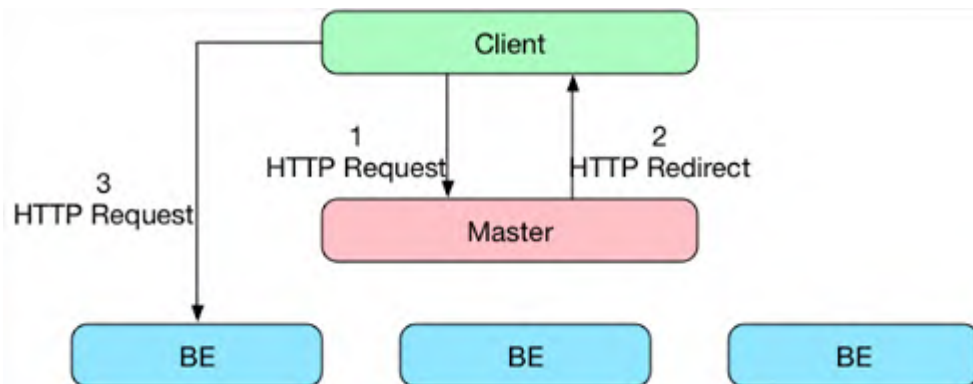 Client
1
HTTP Request
2
HTTP Redirect
3
HTTP Request
Master
BE
BE
BE